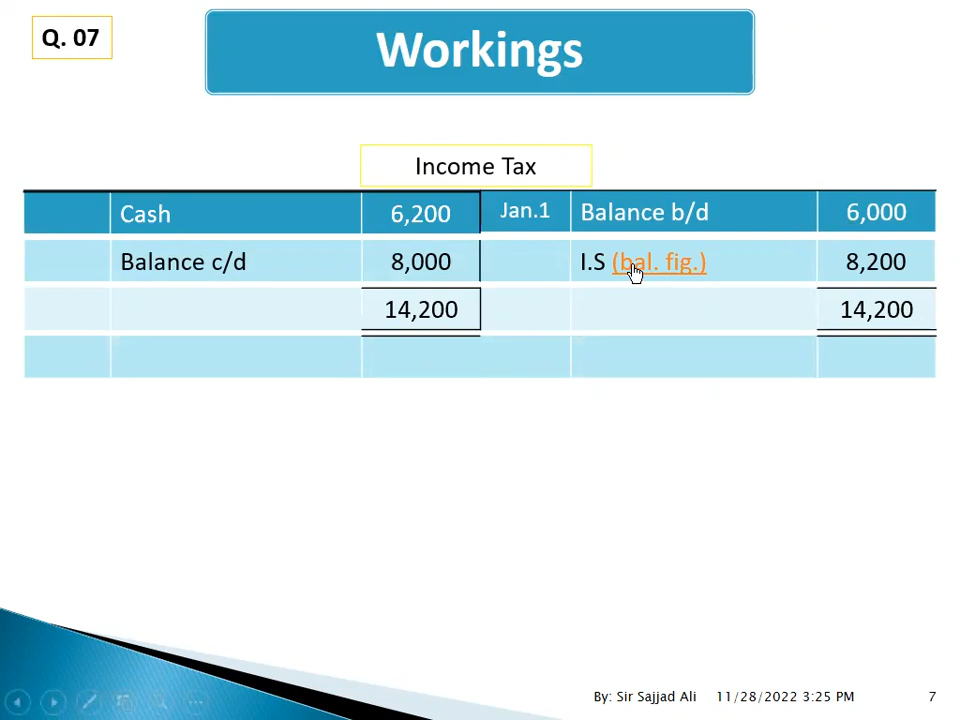 Q. 07
Workings
Income Tax
Cash 6,200 Jan.1 Balance b/d 6,000
Balance c/d 8,000 I.S (bal. fig.) 8,200
14,200 14,200
By: Sir Sajjad Ali 11/28/2022 3:25 PM 7